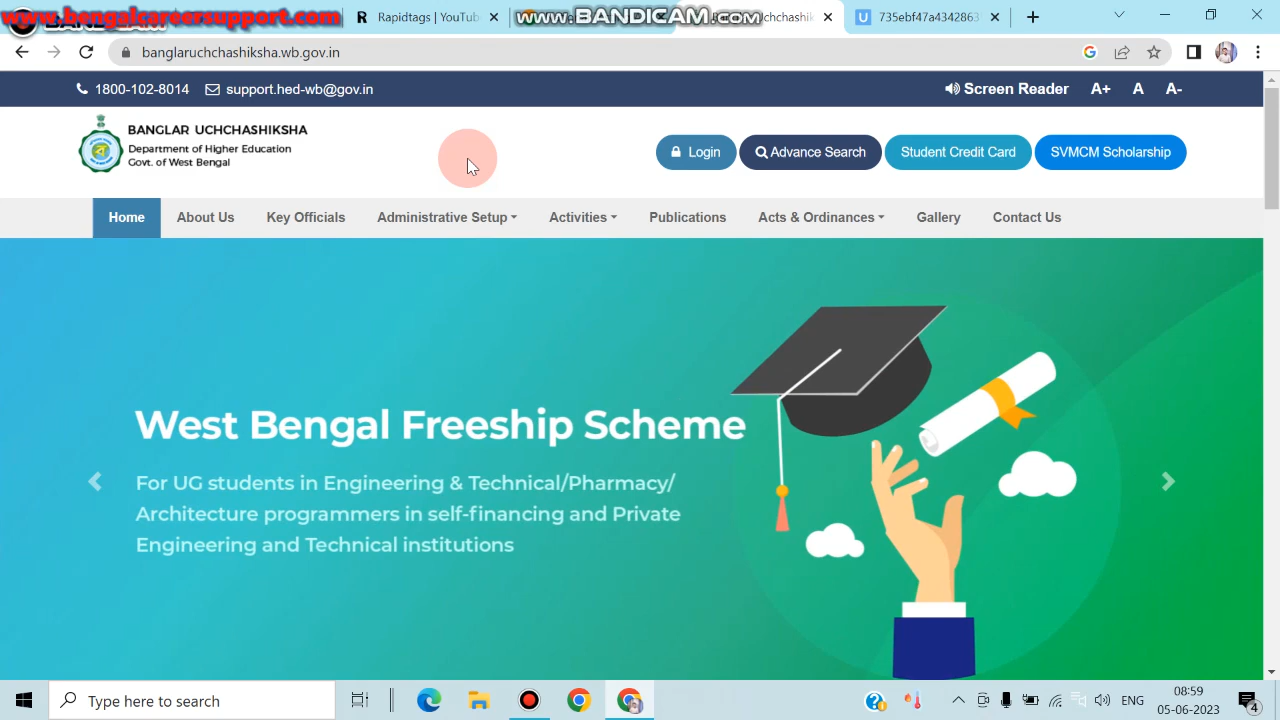 www.bengalcareersupport.com
Rapidtags | YouTub
www.BANDICAM.com
chchashik
735ebf47a4342863
banglaruchchashiksha.wb.gov.in
1800-102-8014
support.hed-wb@gov.in
Screen Reader
A+
A
A-
BANGLAR UCHCHASHIKSHA
Department of Higher Education
Govt. of West Bengal
Login
Advance Search
Student Credit Card
SVMCM Scholarship
Home
About Us
Key Officials
Administrative Setup
Activities
Publications
Acts & Ordinances
Gallery
Contact Us
West Bengal Freeship Scheme
For UG students in Engineering & Technical/Pharmacy/
Architecture programmers in self-financing and Private
Engineering and Technical institutions
Type here to search
ENG
08:59
05-06-2023
4